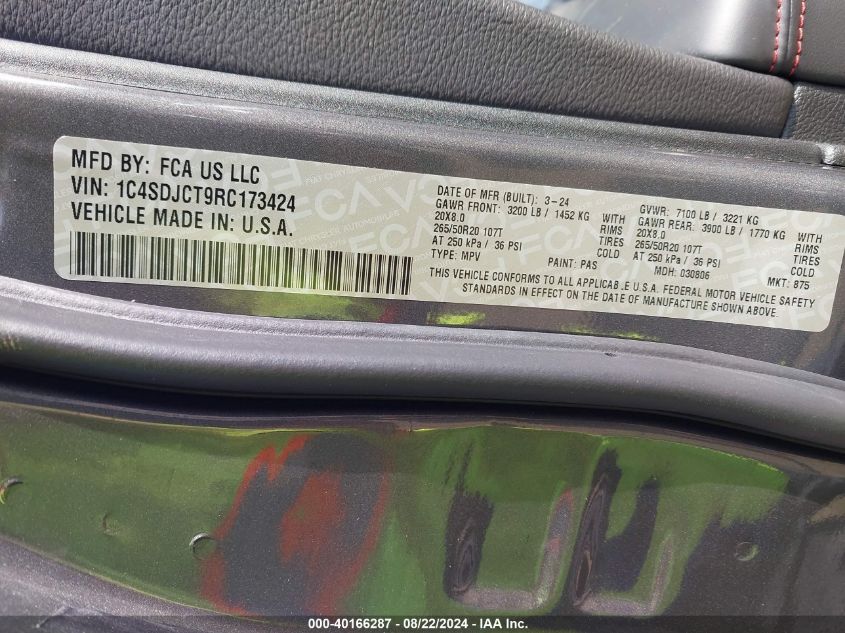 MFD BY: FCA US LLC
VIN: 1C4SDJCT9RC173424
VEHICLE MADE IN: U.S.A.
DATE OF MFR (BUILT): 3-24 GVWR: 7100 LB / 3221 KG
GAWR FRONT: 3200 LB / 1452 KG WITH GAWR REAR: 3900 LB / 1770 KG WITH
20X8.0 RIMS 20X8.0 RIMS
265/50R20 107T TIRES 265/50R20 107T TIRES
AT 250 kPa / 36 PSI COLD AT 250 kPa / 36 PSI COLD
TYPE: MPV PAINT: PAS MDH: 030806 MKT: 875
THIS VEHICLE CONFORMS TO ALL APPLICABLE U.S.A. FEDERAL MOTOR VEHICLE SAFETY
STANDARDS IN EFFECT ON THE DATE OF MANUFACTURE SHOWN ABOVE.
000-40166287 - 08/22/2024 - IAA Inc.